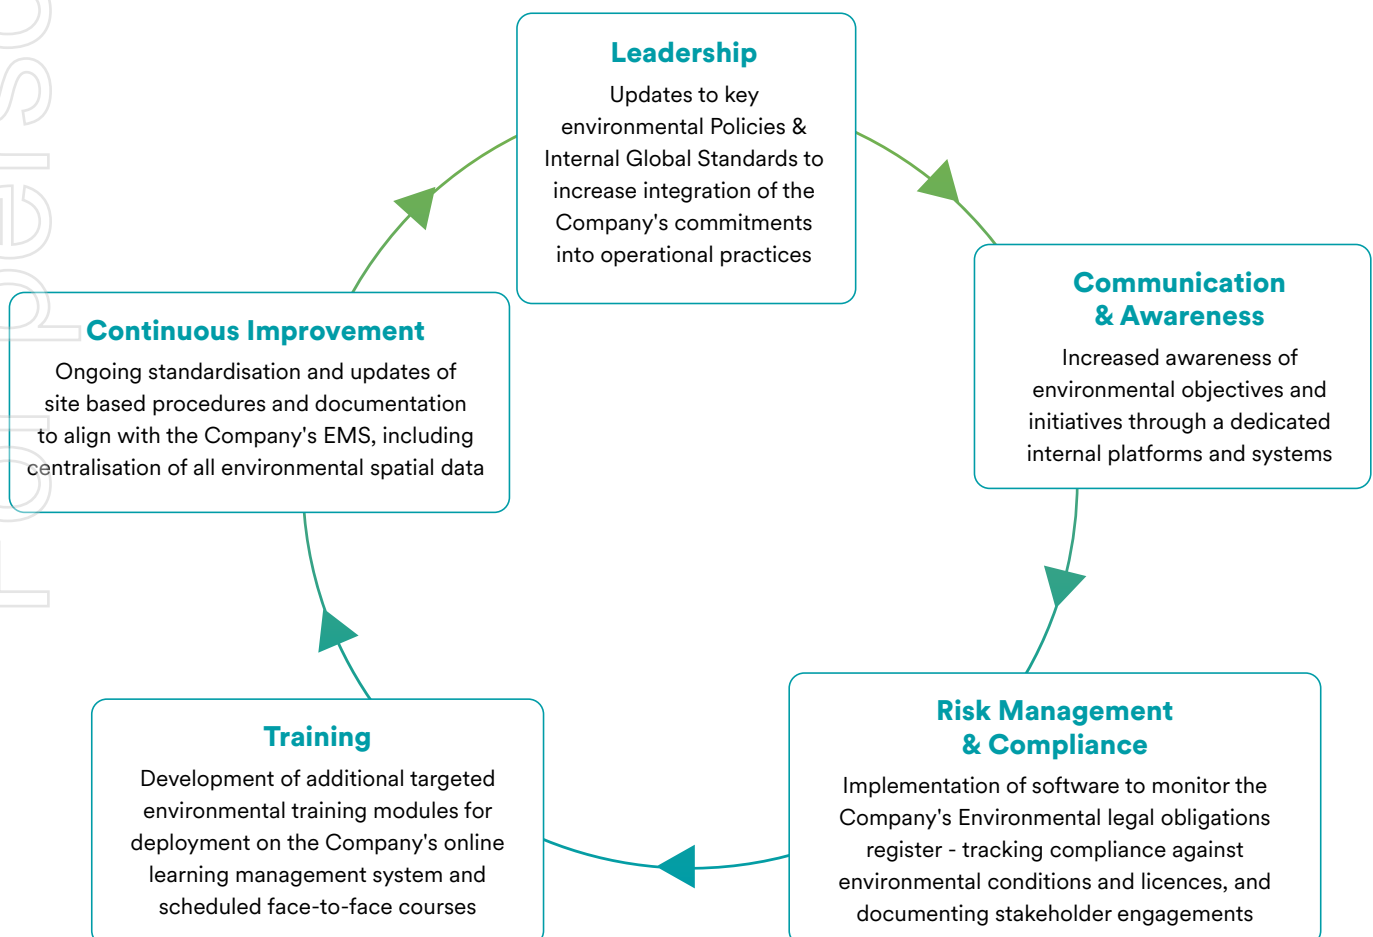 Leadership
Updates to key
environmental Policies &
Internal Global Standards to
increase integration of the
Company's commitments
into operational practices
Communication
& Awareness
Increased awareness of
environmental objectives and
initiatives through a dedicated
internal platforms and systems
Risk Management
& Compliance
Implementation of software to monitor the
Company's Environmental legal obligations
register - tracking compliance against
environmental conditions and licences, and
documenting stakeholder engagements
Training
Development of additional targeted
environmental training modules for
deployment on the Company's online
learning management system and
scheduled face-to-face courses
Continuous Improvement
Ongoing standardisation and updates of
site based procedures and documentation
to align with the Company's EMS, including
centralisation of all environmental spatial data